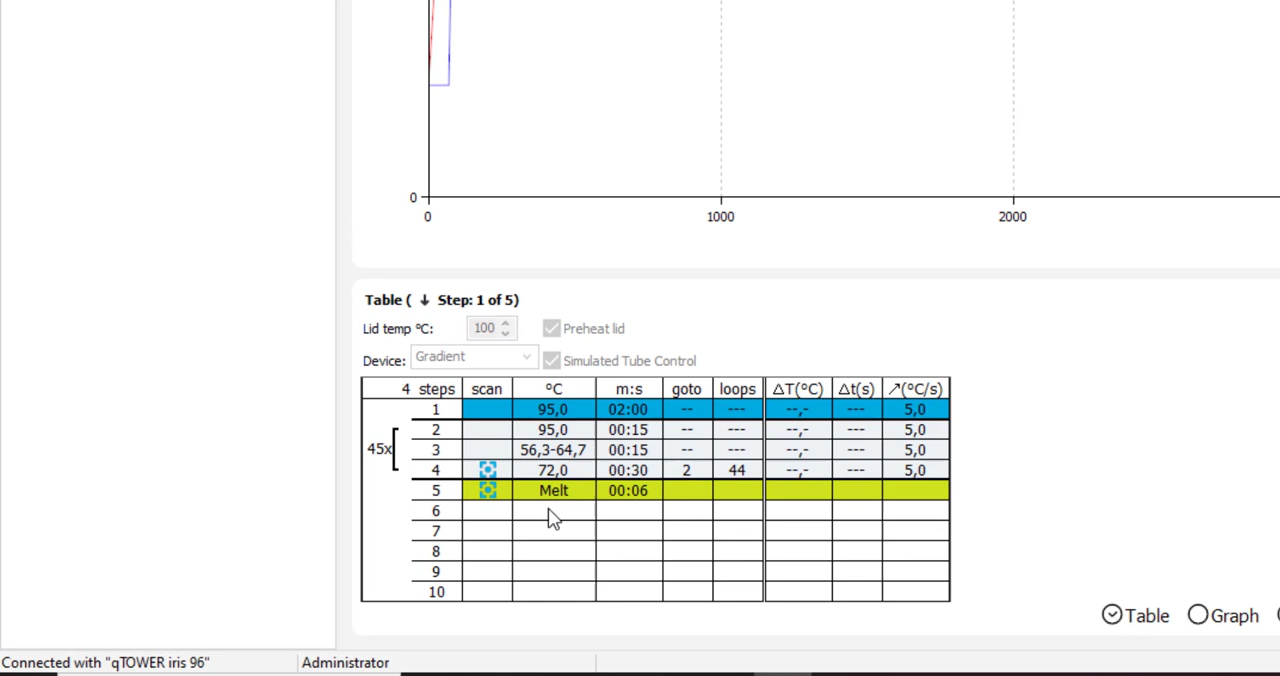 0
0 1000 2000
Table ( ↓ Step: 1 of 5)
Lid temp °C: 100 Preheat lid
Device: Gradient Simulated Tube Control
4 steps scan °C m:s goto loops △T(°C) △t(s) ↗(°C/s)
1 95,0 02:00 -- --- --,- --- 5,0
2 95,0 00:15 -- --- --,- --- 5,0
45x 3 56,3-64,7 00:15 -- --- --,- --- 5,0
4 72,0 00:30 2 44 --,- --- 5,0
5 Melt 00:06
6
7
8
9
10
Table Graph
Connected with "qTOWER iris 96" Administrator